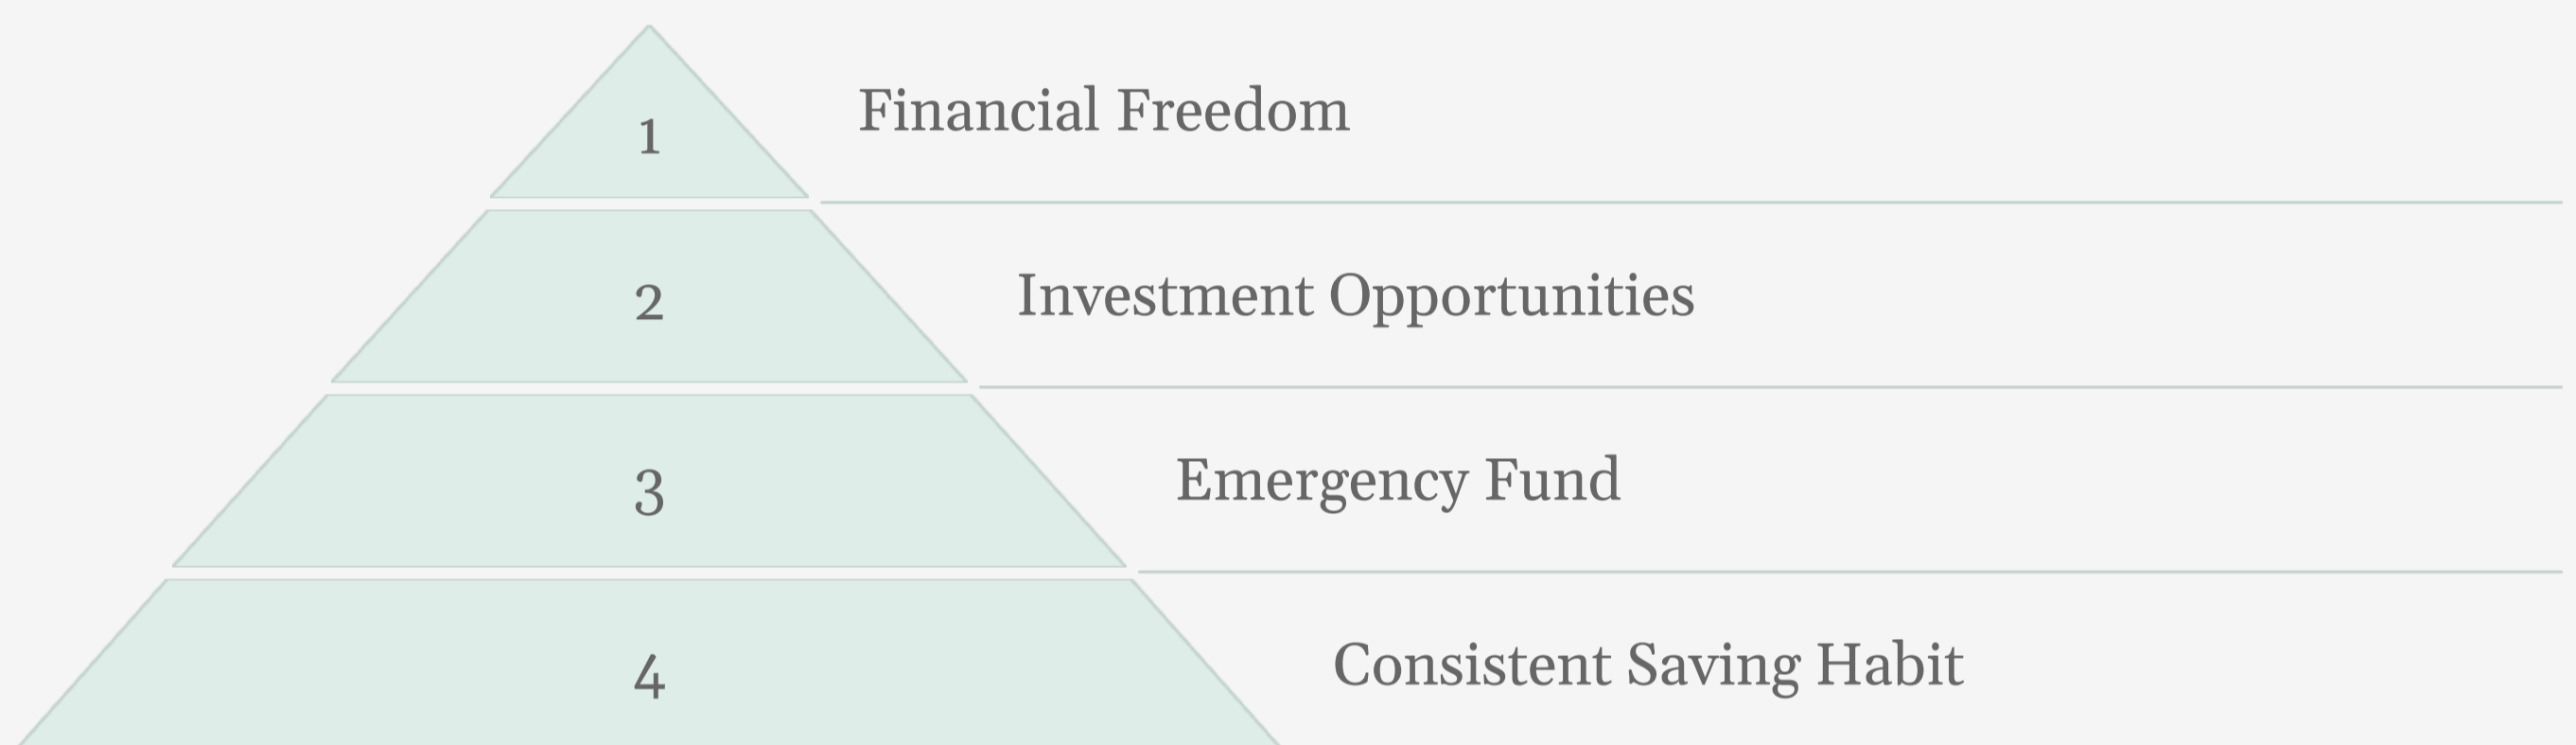 1
Financial Freedom
2
Investment Opportunities
3
Emergency Fund
4
Consistent Saving Habit